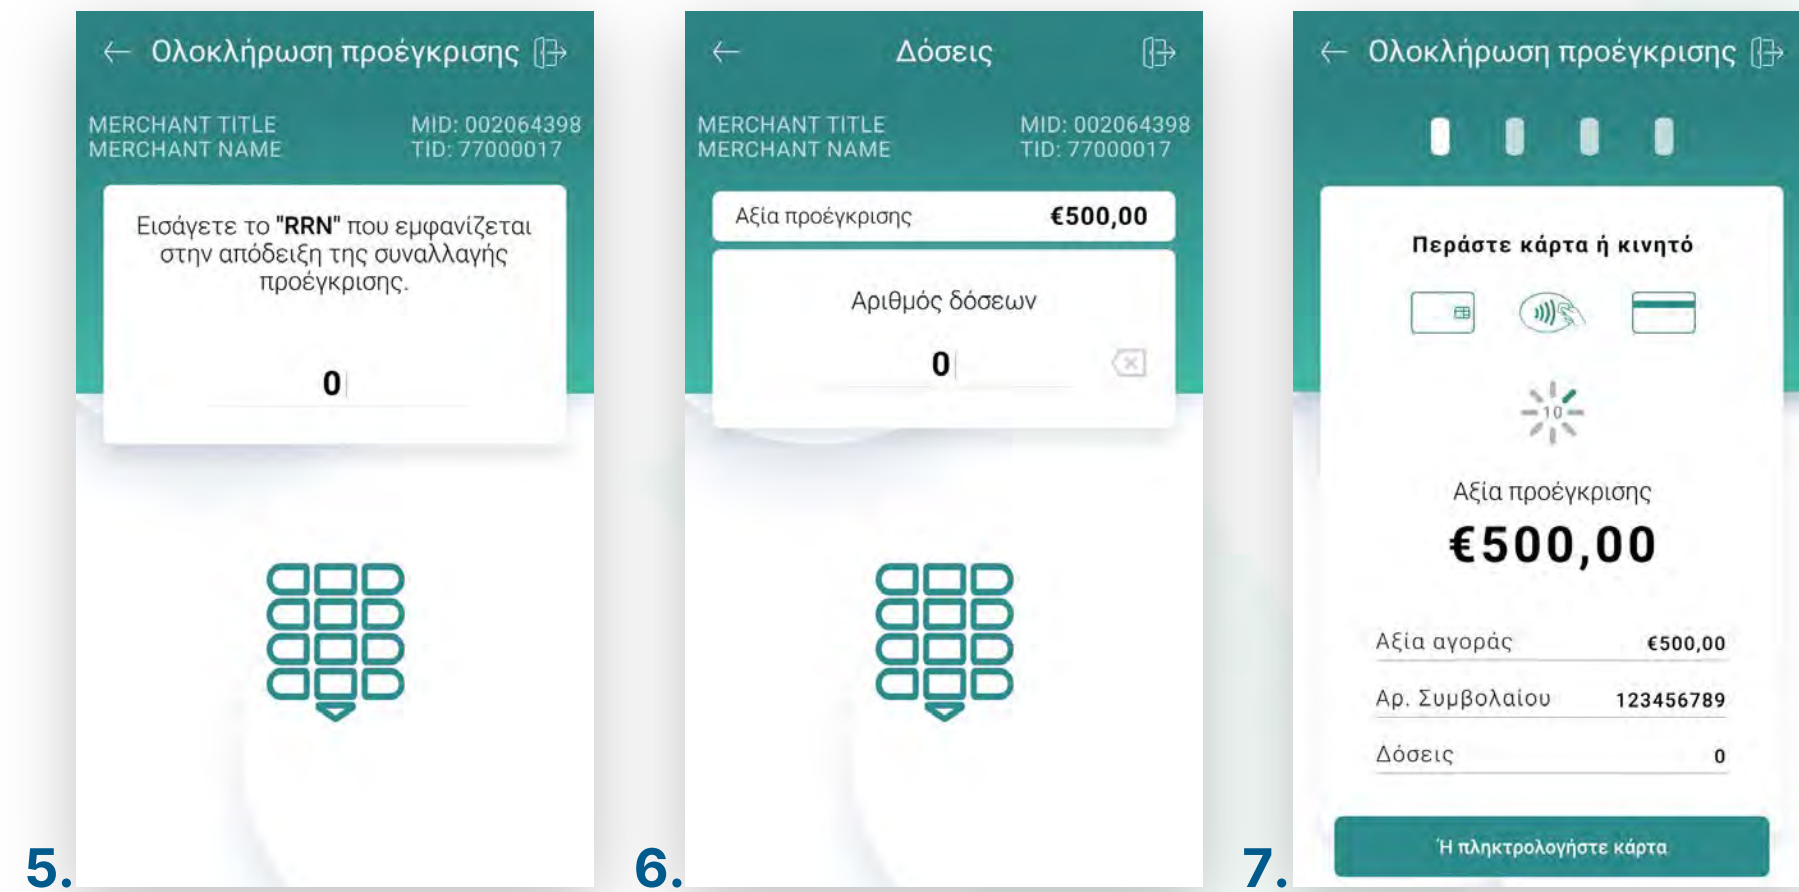 Ολοκλήρωση προέγκρισης
MERCHANT TITLE MID: 002064398
MERCHANT NAME TID: 77000017
Εισάγετε το "RRN" που εμφανίζεται
στην απόδειξη της συναλλαγής
προέγκρισης.
0
5.
Δόσεις
MERCHANT TITLE MID: 002064398
MERCHANT NAME TID: 77000017
Αξία προέγκρισης €500,00
Αριθμός δόσεων
0
6.
Ολοκλήρωση προέγκρισης
Περάστε κάρτα ή κινητό
10
Αξία προέγκρισης
€500,00
Αξία αγοράς €500,00
Αρ. Συμβολαίου 123456789
Δόσεις 0
Ή πληκτρολογήστε κάρτα
7.